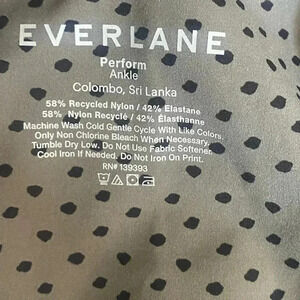 EVERLANE
Perform
Ankle
Colombo, Sri Lanka
58% Recycled Nylon / 42% Elastane
58% Nylon Recyclé / 42% Élasthanne
Machine Wash Cold Gentle Cycle With Like Colors.
Only Non Chlorine Bleach When Necessary.
Tumble Dry Low. Do Not Use Fabric Softener.
Cool Iron If Needed. Do Not Iron On Print.
RN# 139393